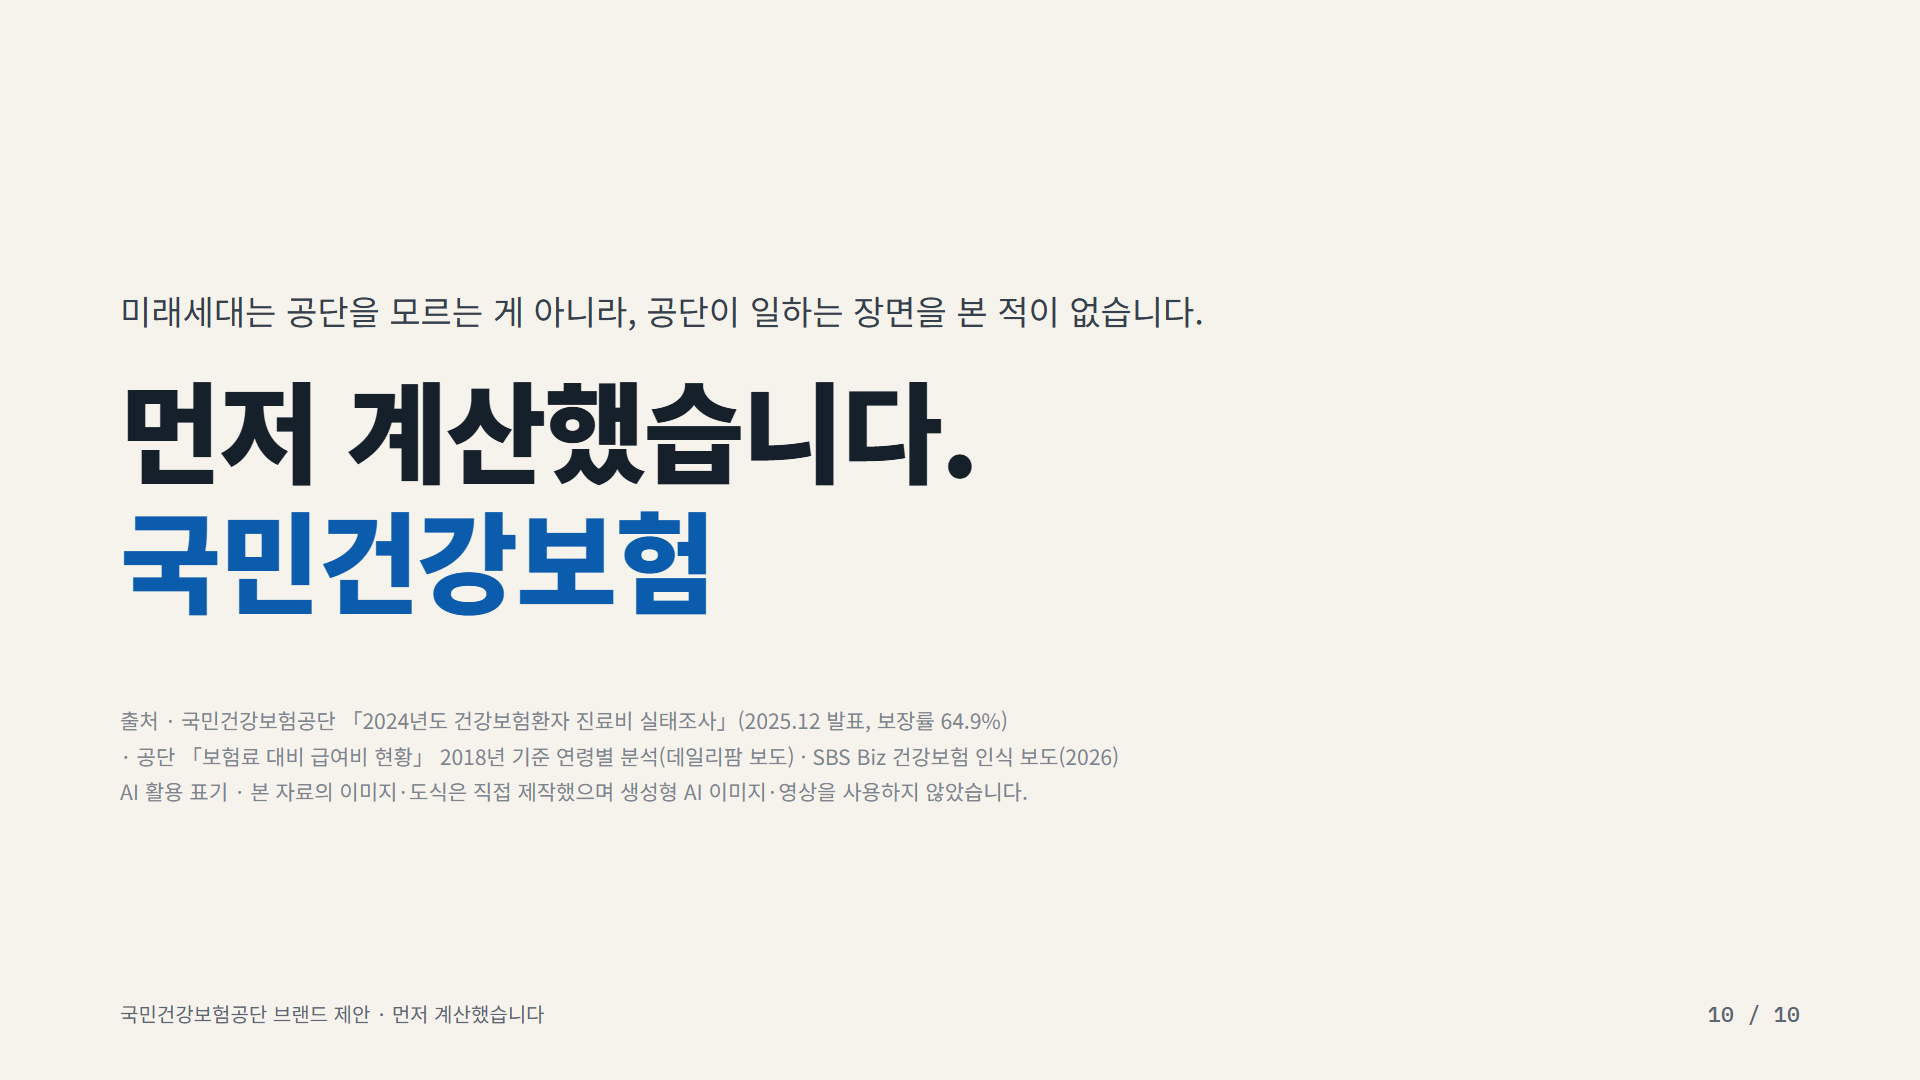 미래세대는 공단을 모르는 게 아니라, 공단이 일하는 장면을 본 적이 없습니다.
먼저 계산했습니다.
국민건강보험
출처 · 국민건강보험공단 「2024년도 건강보험환자 진료비 실태조사」(2025.12 발표, 보장률 64.9%)
· 공단 「보험료 대비 급여비 현황」 2018년 기준 연령별 분석(데일리팜 보도) · SBS Biz 건강보험 인식 보도(2026)
AI 활용 표기 · 본 자료의 이미지·도식은 직접 제작했으며 생성형 AI 이미지·영상을 사용하지 않았습니다.
국민건강보험공단 브랜드 제안 · 먼저 계산했습니다
10 / 10